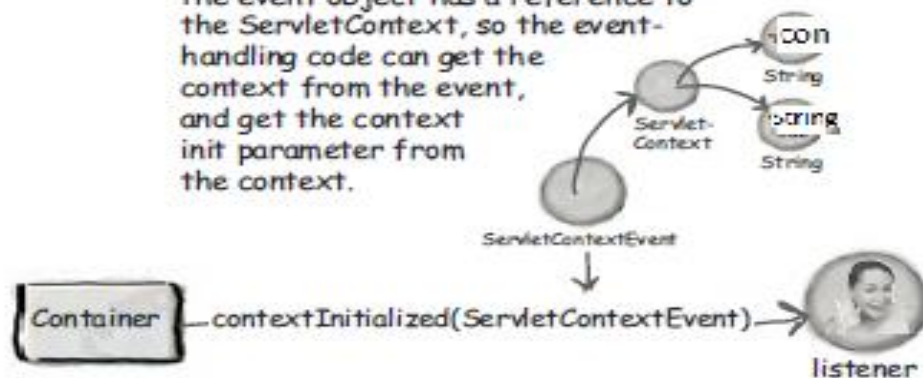 The event object has a reference to
the ServletContext, so the event-
handling code can get the
context from the event,
and get the context
init parameter from
the context.
String
Servlet-
Context
String
String
ServletContextEvent
Container
contextInitialized(ServletContextEvent)
listener